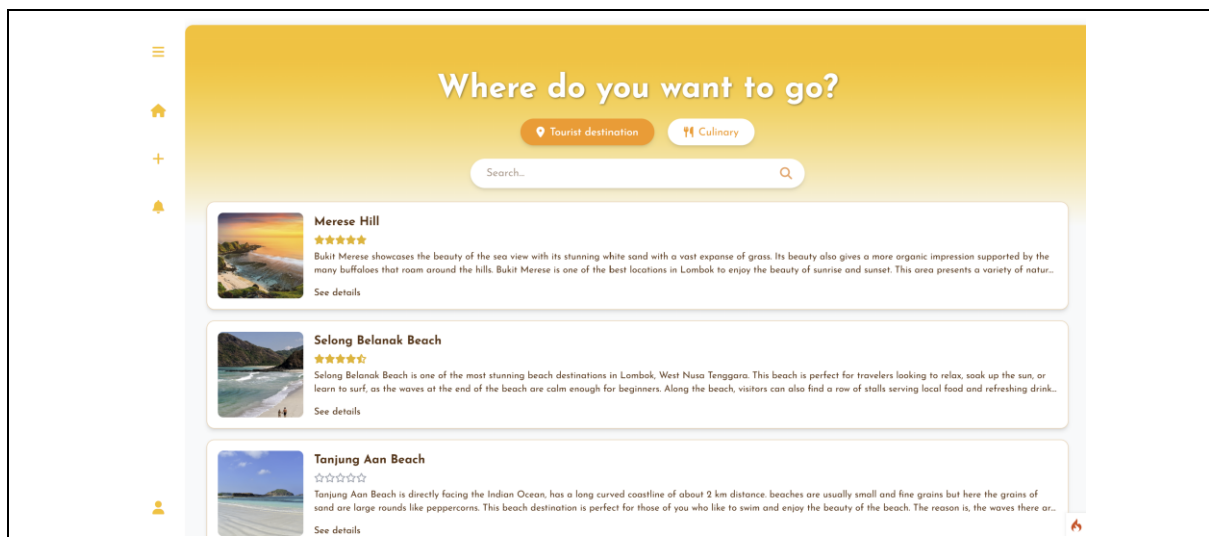 Where do you want to go?
Tourist destination
Culinary
Search...
Merese Hill
Bukit Merese showcases the beauty of the sea view with its stunning white sand with a vast expanse of grass. Its beauty also gives a more organic impression supported by the
many buffaloes that roam around the hills. Bukit Merese is one of the best locations in Lombok to enjoy the beauty of sunrise and sunset. This area presents a variety of natur...
See details
Selong Belanak Beach
Selong Belanak Beach is one of the most stunning beach destinations in Lombok, West Nusa Tenggara. This beach is perfect for travelers looking to relax, soak up the sun, or
learn to surf, as the waves at the end of the beach are calm enough for beginners. Along the beach, visitors can also find a row of stalls serving local food and refreshing drink...
See details
Tanjung Aan Beach
Tanjung Aan Beach is directly facing the Indian Ocean, has a long curved coastline of about 2 km distance. beaches are usually small and fine grains but here the grains of
sand are large rounds like peppercorns. This beach destination is perfect for those of you who like to swim and enjoy the beauty of the beach. The reason is, the waves there ar...
See details